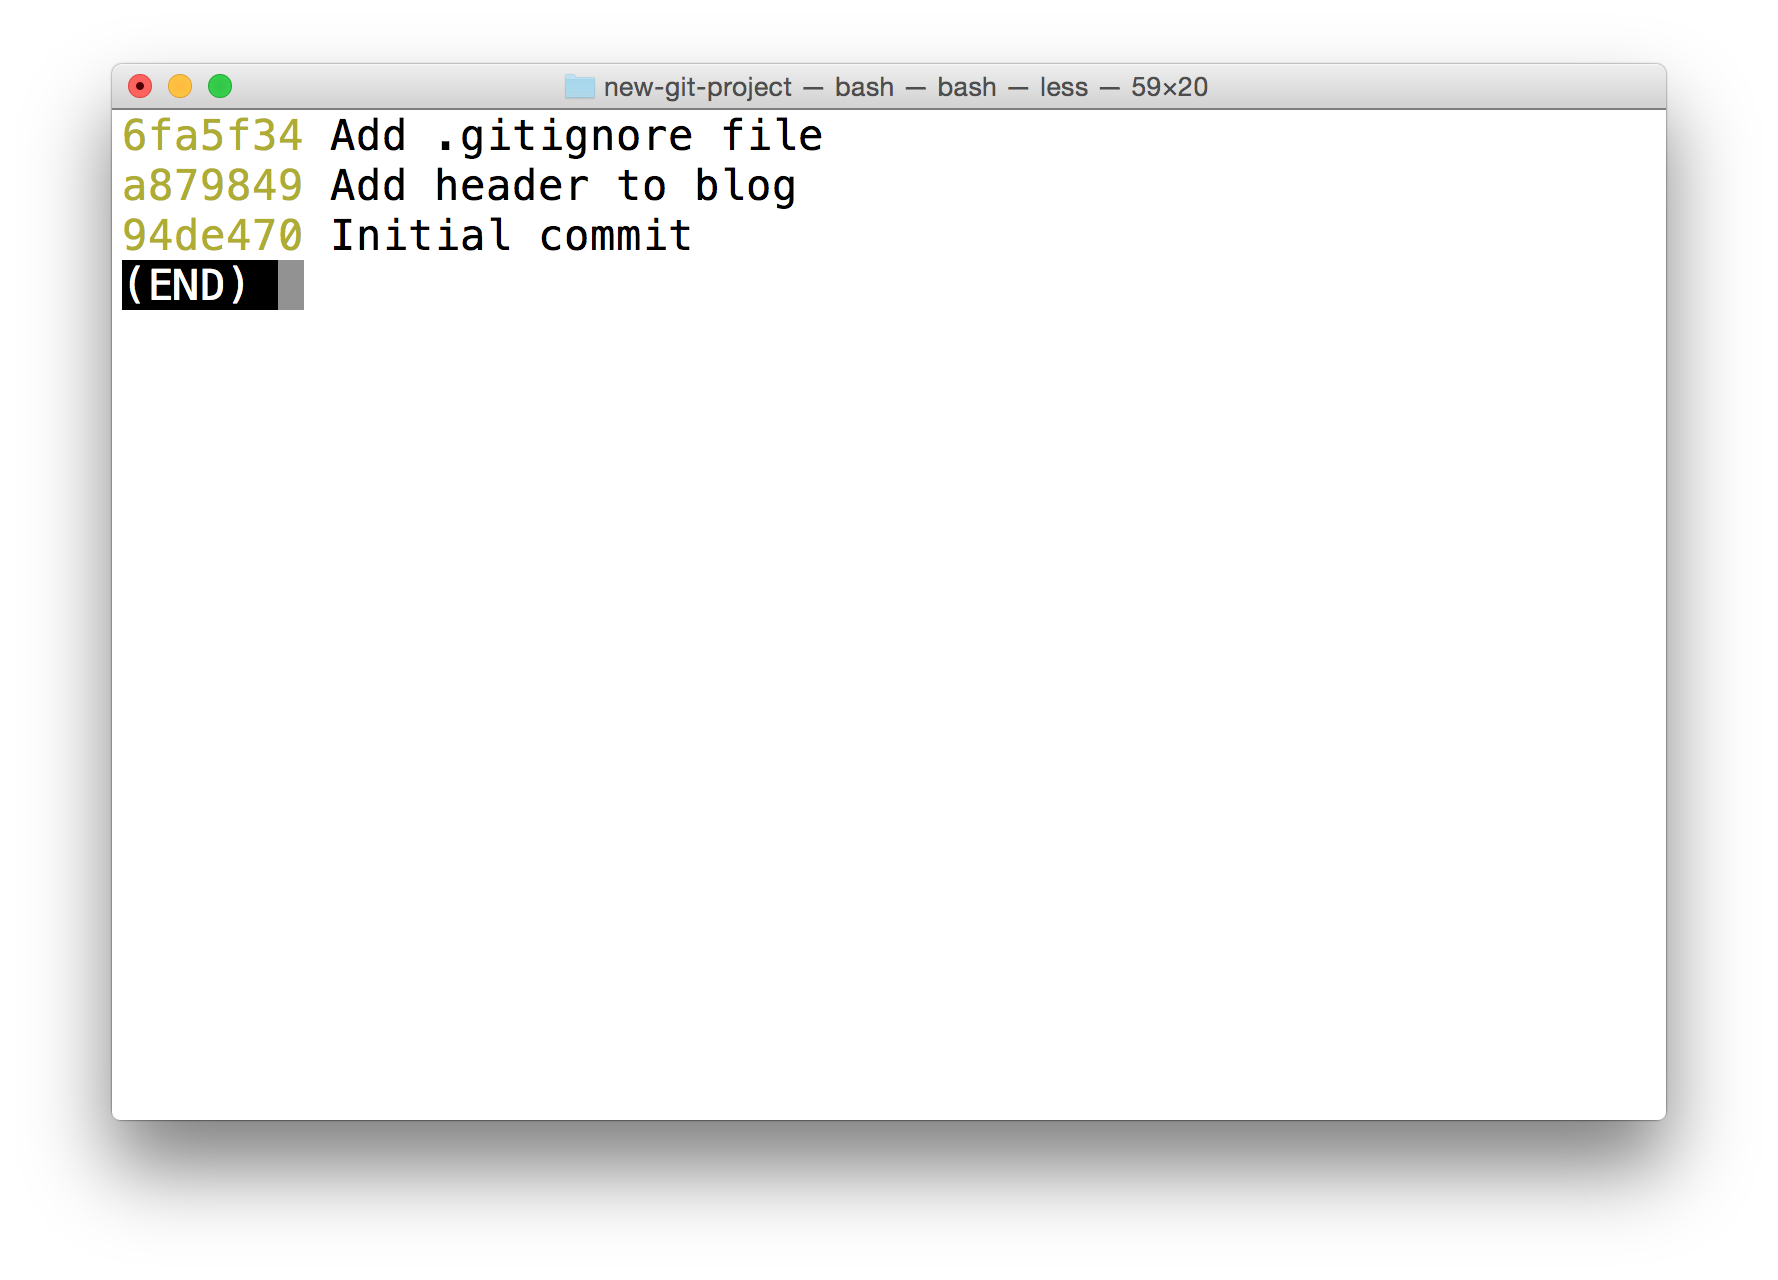 new-git-project — bash — bash — less — 59×20
6fa5f34 Add .gitignore file
a879849 Add header to blog
94de470 Initial commit
(END)